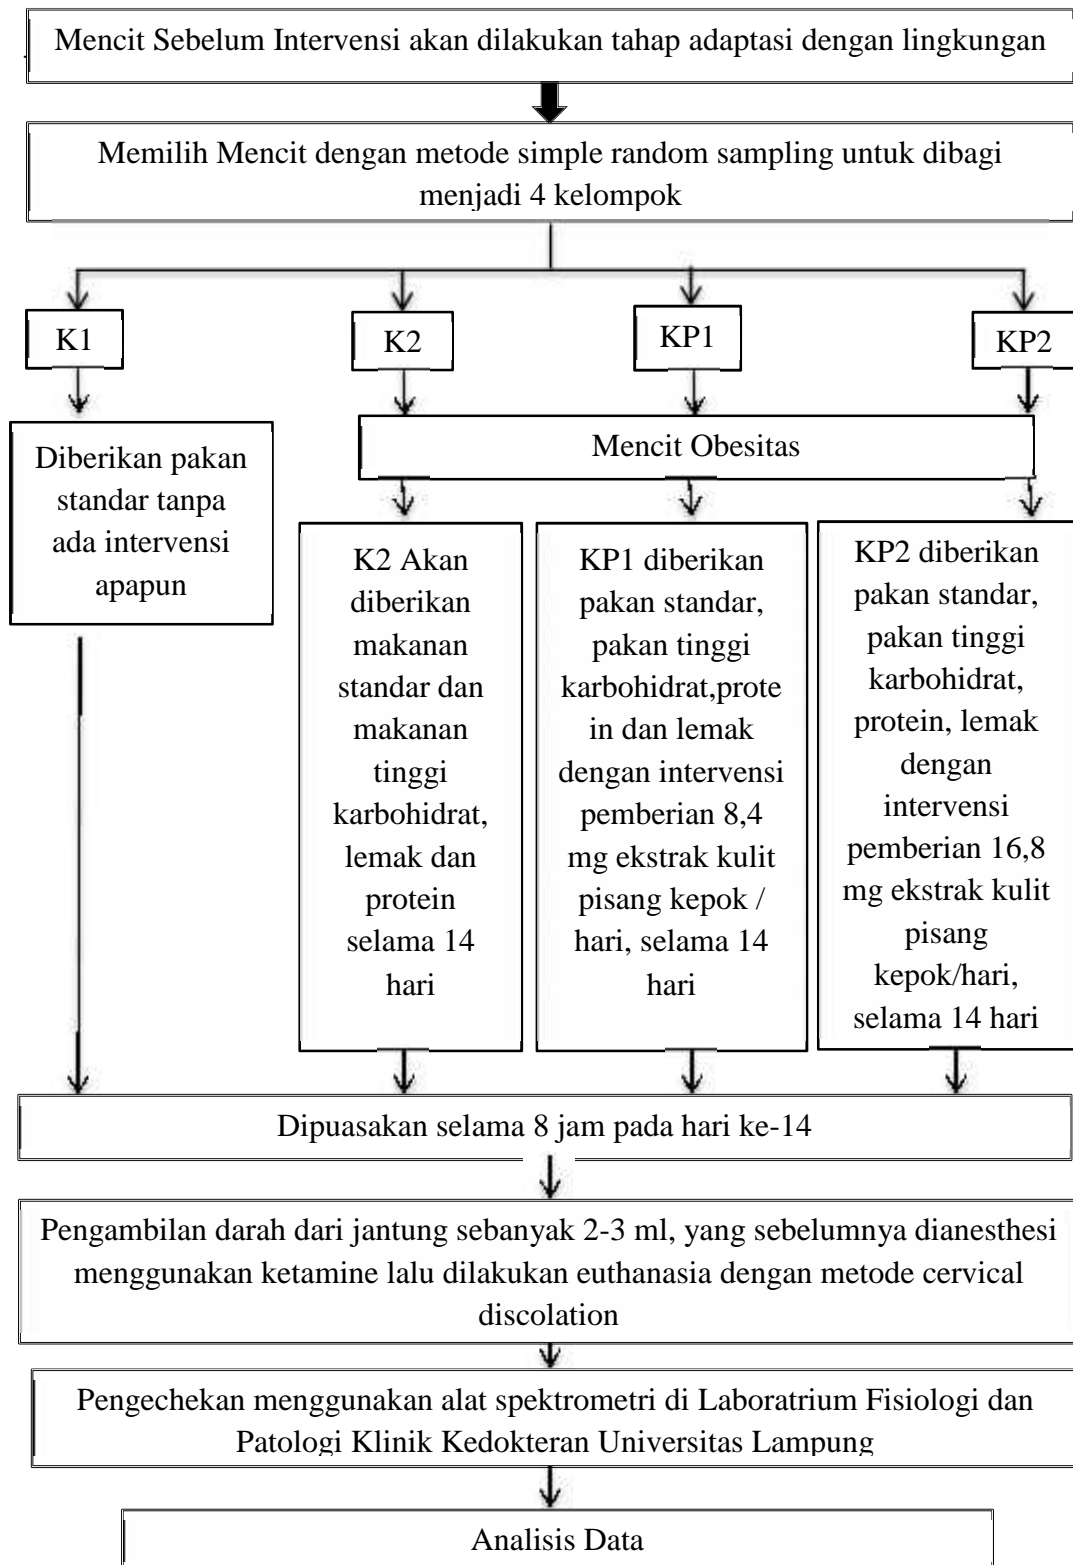 Mencit Sebelum Intervensi akan dilakukan tahap adaptasi dengan lingkungan
Memilih Mencit dengan metode simple random sampling untuk dibagi
menjadi 4 kelompok
K1
K2
KP1
KP2
Diberikan pakan
standar tanpa
ada intervensi
apapun
Mencit Obesitas
K2 Akan
diberikan
makanan
standar dan
makanan
tinggi
karbohidrat,
lemak dan
protein
selama 14
hari
KP1 diberikan
pakan standar,
pakan tinggi
karbohidrat,prote
in dan lemak
dengan intervensi
pemberian 8,4
mg ekstrak kulit
pisang kepok /
hari, selama 14
hari
KP2 diberikan
pakan standar,
pakan tinggi
karbohidrat,
protein, lemak
dengan
intervensi
pemberian 16,8
mg ekstrak kulit
pisang
kepok/hari,
selama 14 hari
Dipuasakan selama 8 jam pada hari ke-14
Pengambilan darah dari jantung sebanyak 2-3 ml, yang sebelumnya dianesthesi
menggunakan ketamine lalu dilakukan euthanasia dengan metode cervical
discolation
Pengechekan menggunakan alat spektrometri di Laboratrium Fisiologi dan
Patologi Klinik Kedokteran Universitas Lampung
Analisis Data